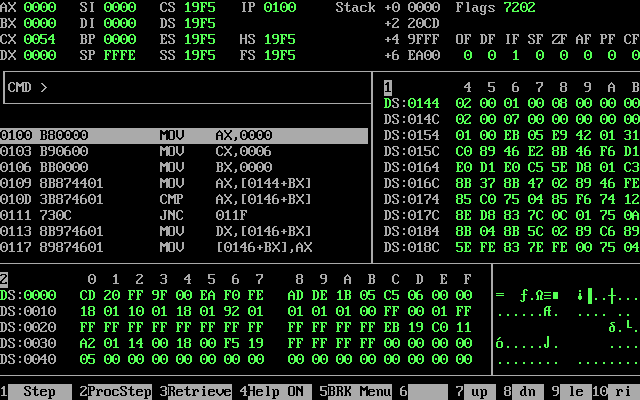 AX 0000 SI 0000 CS 19F5 IP 0100 Stack +0 0000 Flags 7202
BX 0000 DI 0000 DS 19F5 +2 20CD
CX 0054 BP 0000 ES 19F5 HS 19F5 +4 9FFF OF DF IF SF ZF AF PF CF
DX 0000 SP FFFE SS 19F5 FS 19F5 +6 EA00 0 0 1 0 0 0 0 0
CMD >
1 4 5 6 7 8 9 A B
DS:0144 02 00 01 00 08 00 00 00
DS:014C 02 00 07 00 00 00 00 00
0100 B80000 MOV AX,0000 DS:0154 01 00 EB 05 E9 42 01 31
0103 B90600 MOV CX,0006 DS:015C C0 89 46 E2 8B 46 F6 D1
0106 BB0000 MOV BX,0000 DS:0164 E0 D1 E0 C5 5E D8 01 C3
0109 8B874401 MOV AX,[0144+BX] DS:016C 8B 37 8B 47 02 89 46 FE
010D 3B874601 CMP AX,[0146+BX] DS:0174 85 C0 75 04 85 F6 74 12
0111 730C JNC 011F DS:017C 8E D8 83 7C 0C 01 75 0A
0113 8B974601 MOV DX,[0146+BX] DS:0184 8B 04 8B 5C 02 89 C6 89
0117 89874601 MOV [0146+BX],AX DS:018C 5E FE 83 7E FE 00 75 04
2 0 1 2 3 4 5 6 7 8 9 A B C D E F
DS:0000 CD 20 FF 9F 00 EA F0 FE AD DE 1B 05 C5 06 00 00
DS:0010 18 01 10 01 18 01 92 01 01 01 01 00 FF 00 01 FF
DS:0020 FF FF FF FF FF FF FF FF FF FF FF FF EB 19 C0 11
DS:0030 A2 01 14 00 18 00 F5 19 FF FF FF FF 00 00 00 00
DS:0040 05 00 00 00 00 00 00 00 00 00 00 00 00 00 00 00
1 Step 2 ProcStep 3 Retrieve 4 Help ON 5 BRK Menu 6 7 up 8 dn 9 le 10 ri